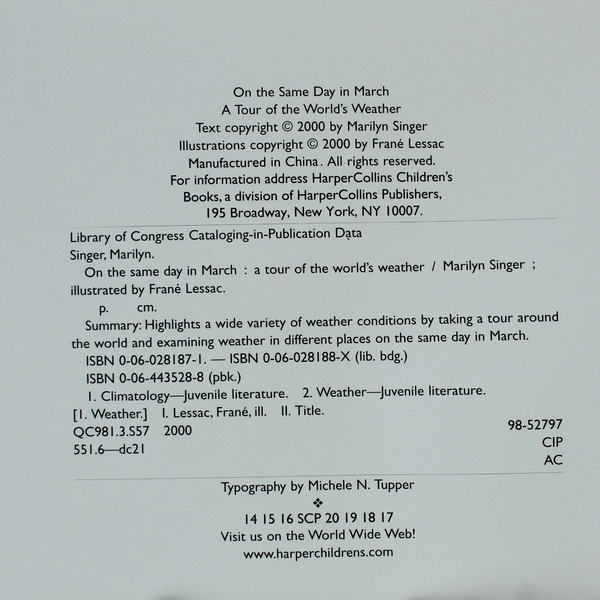 On the Same Day in March
A Tour of the World's Weather
Text copyright © 2000 by Marilyn Singer
Illustrations copyright © 2000 by Frané Lessac
Manufactured in China. All rights reserved.
For information address HarperCollins Children's
Books, a division of HarperCollins Publishers,
195 Broadway, New York, NY 10007.
Library of Congress Cataloging-in-Publication Data
Singer, Marilyn.
On the same day in March : a tour of the world's weather / Marilyn Singer ;
illustrated by Frané Lessac.
p. cm.
Summary: Highlights a wide variety of weather conditions by taking a tour around
the world and examining weather in different places on the same day in March.
ISBN 0-06-028187-1. — ISBN 0-06-028188-X (lib. bdg.)
ISBN 0-06-443528-8 (pbk.)
1. Climatology—Juvenile literature. 2. Weather—Juvenile literature.
[1. Weather.] I. Lessac, Frané, ill. II. Title.
QC981.3.S57 2000 98-52797
551.6—dc21 CIP
AC
Typography by Michele N. Tupper
❖
14 15 16 SCP 20 19 18 17
Visit us on the World Wide Web!
www.harperchildrens.com